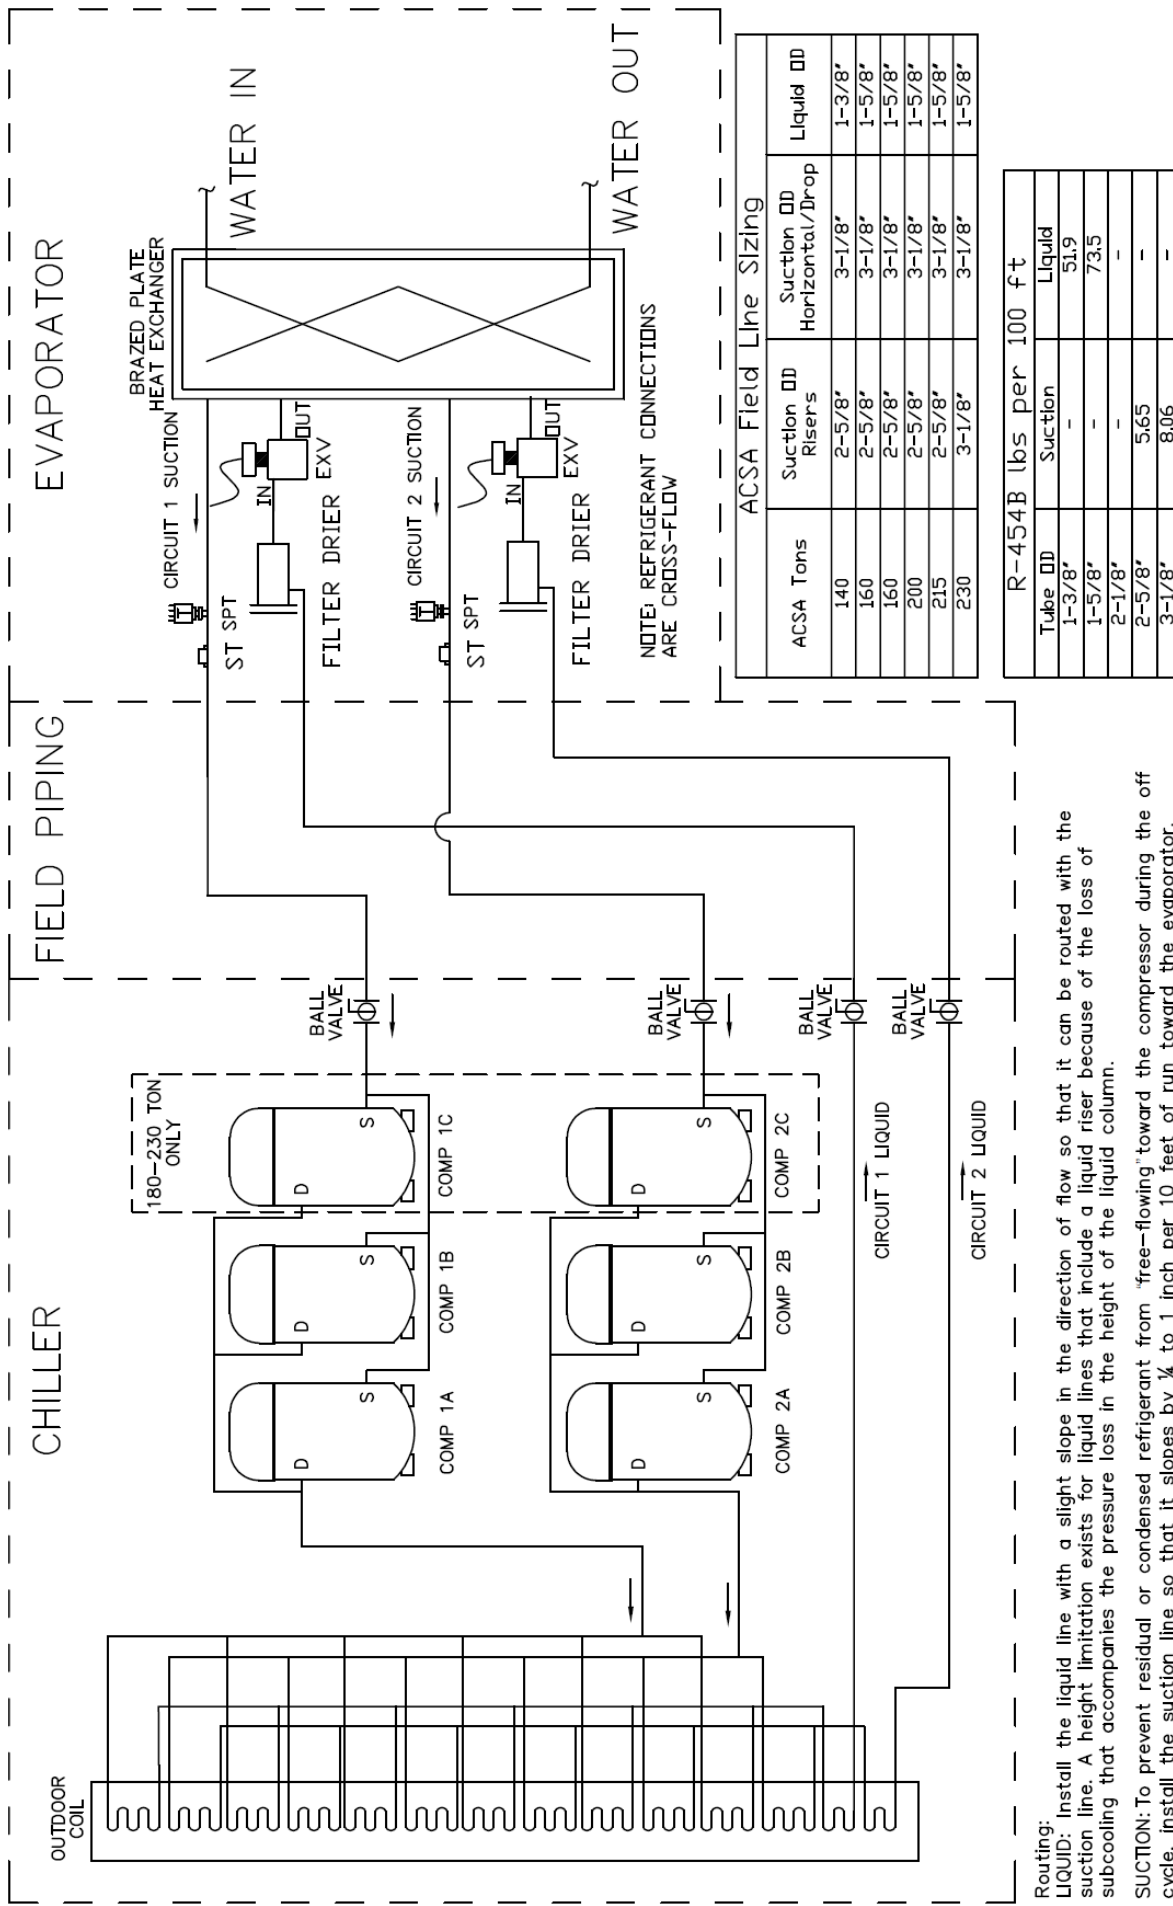 CHILLER
FIELD PIPING
EVAPORATOR
OUTDOOR
COIL
180-230 TON
ONLY
D
S
COMP 1A
D
S
COMP 1B
D
S
COMP 1C
BALL
VALVE
D
S
COMP 2A
D
S
COMP 2B
D
S
COMP 2C
BALL
VALVE
BALL
VALVE
CIRCUIT 1 LIQUID
BALL
VALVE
CIRCUIT 2 LIQUID
CIRCUIT 1 SUCTION
ST SPT
FILTER DRIER
IN
EXV
OUT
BRAZED PLATE
HEAT EXCHANGER
WATER IN
CIRCUIT 2 SUCTION
ST SPT
FILTER DRIER
IN
EXV
OUT
WATER OUT
NOTE: REFRIGERANT CONNECTIONS
ARE CROSS-FLOW
ACSA Field Line Sizing
ACSA Tons Suction OD Risers Suction OD Horizontal/Drop Liquid OD
140 2-5/8" 3-1/8" 1-3/8"
160 2-5/8" 3-1/8" 1-5/8"
160 2-5/8" 3-1/8" 1-5/8"
200 2-5/8" 3-1/8" 1-5/8"
215 2-5/8" 3-1/8" 1-5/8"
230 3-1/8" 3-1/8" 1-5/8"
R-454B lbs per 100 ft
Tube OD Suction Liquid
1-3/8" - 51.9
1-5/8" - 73.5
2-1/8" - -
2-5/8" 5.65 -
3-1/8" 8.06 -
Routing:
LIQUID: Install the liquid line with a slight slope in the direction of flow so that it can be routed with the
suction line. A height limitation exists for liquid lines that include a liquid riser because of the loss of
subcooling that accompanies the pressure loss in the height of the liquid column.
SUCTION: To prevent residual or condensed refrigerant from "free-flowing" toward the compressor during the off
cycle, install the suction line so that it slopes by ¼ to 1 inch per 10 feet of run toward the evaporator.